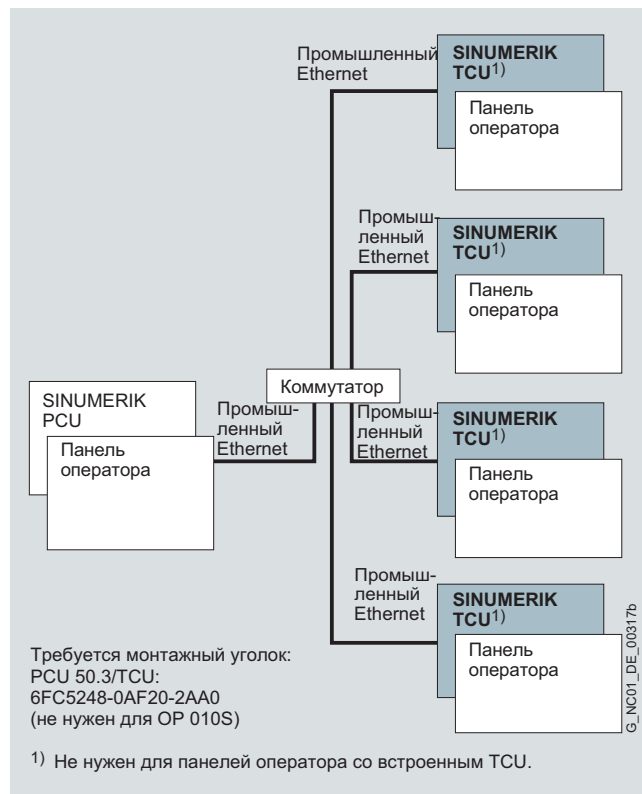 Промышленный
Ethernet
SINUMERIK
TCU1)
Панель
оператора
Промыш-
ленный
Ethernet
SINUMERIK
TCU1)
Панель
оператора
Коммутатор
SINUMERIK
PCU
Панель
оператора
Промыш-
ленный
Ethernet
Промыш-
ленный
Ethernet
SINUMERIK
TCU1)
Панель
оператора
Промыш-
ленный
Ethernet
SINUMERIK
TCU1)
Панель
оператора
Требуется монтажный уголок:
PCU 50.3/TCU:
6FC5248-0AF20-2AA0
(не нужен для OP 010S)
1) Не нужен для панелей оператора со встроенным TCU.
G_NC01_DE_00317b